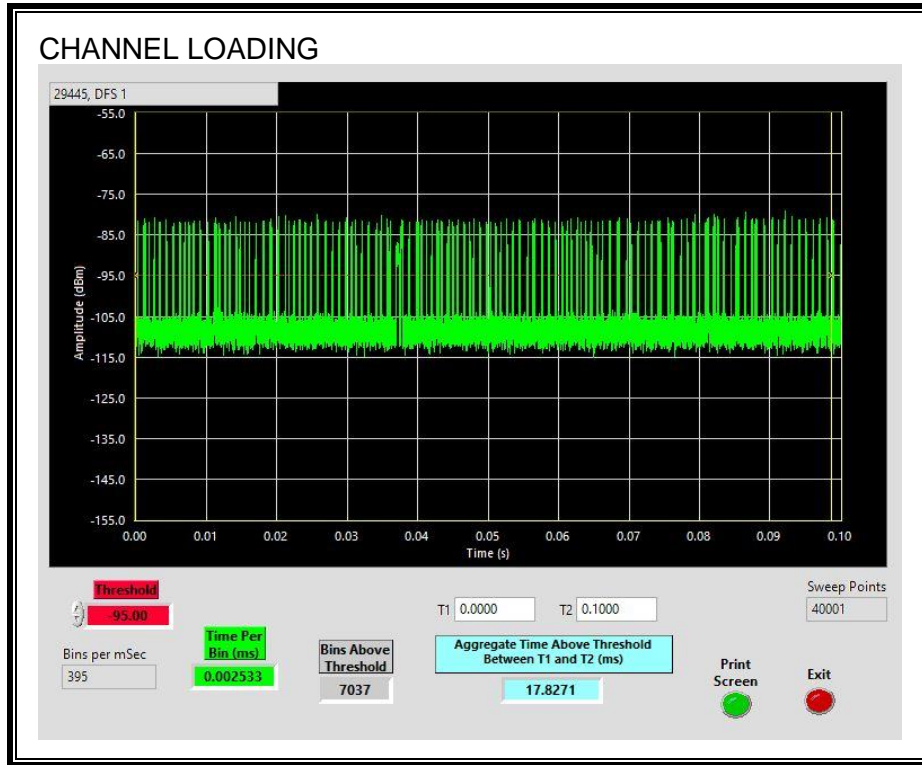 CHANNEL LOADING
29445, DFS 1
-55.0
-65.0
-75.0
-85.0
-95.0
-105.0
-115.0
-125.0
-135.0
-145.0
-155.0
Amplitude (dBm)
0.00 0.01 0.02 0.03 0.04 0.05 0.06 0.07 0.08 0.09 0.10
Time (s)
Threshold
-95.00
Bins per mSec
395
Time Per
Bin (ms)
0.002533
Bins Above
Threshold
7037
T1 0.0000 T2 0.1000
Aggregate Time Above Threshold
Between T1 and T2 (ms)
17.8271
Sweep Points
40001
Print
Screen
Exit